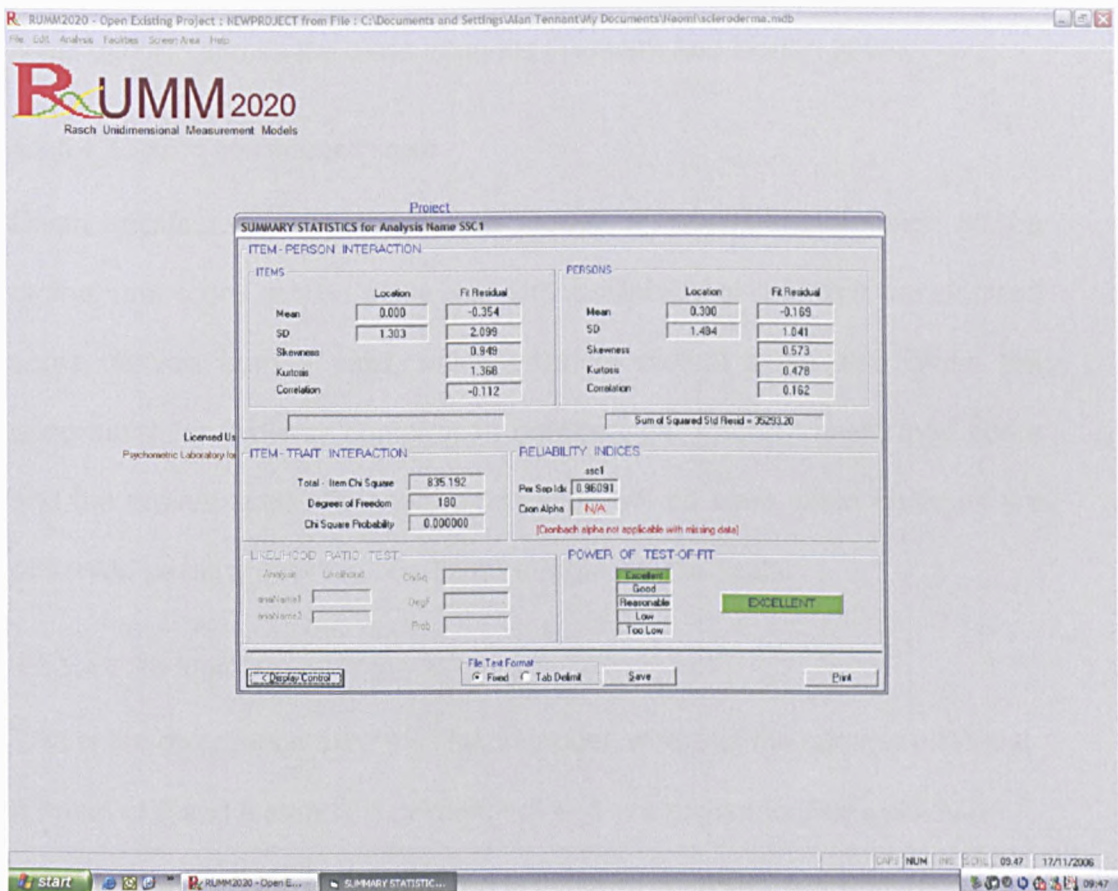 RUMM2020 - Open Existing Project : NEWPROJECT from File : C:\Documents and Settings\Alan Tennant\My Documents\Naomi\scleroderma.mdb
File Edit Analysis Facilities Screen Area Help
RUMM2020
Rasch Unidimensional Measurement Models
Project
SUMMARY STATISTICS for Analysis Name SSC1
ITEM - PERSON INTERACTION
ITEMS
Location Fit Residual
Mean 0.000 -0.354
SD 1.303 2.099
Skewness 0.949
Kurtosis 1.368
Correlation -0.112
PERSONS
Location Fit Residual
Mean 0.300 -0.169
SD 1.494 1.041
Skewness 0.573
Kurtosis 0.478
Correlation 0.162
Sum of Squared Std Resid = 35293.20
Licensed Us
Psychometric Laboratory for
ITEM - TRAIT INTERACTION
Total - Item Chi Square 835.192
Degrees of Freedom 180
Chi Square Probability 0.000000
RELIABILITY INDICES
ssc1
Per Sep Idx 0.96091
Cron Alpha N/A
[Cronbach alpha not applicable with missing data]
LIKELIHOOD RATIO TEST
Analysis Likelihood ChiSq
anaName1 DegF
anaName2 Prob
POWER OF TEST-OF-FIT
Excellent
Good
Reasonable
Low
Too Low
EXCELLENT
< Display Control
File Text Format
Fixed Tab Delimit
Save
Print
CAPS NUM INS SCRL 09:47 17/11/2006
start
RUMM2020 - Open E...
SUMMARY STATISTIC...
09:47